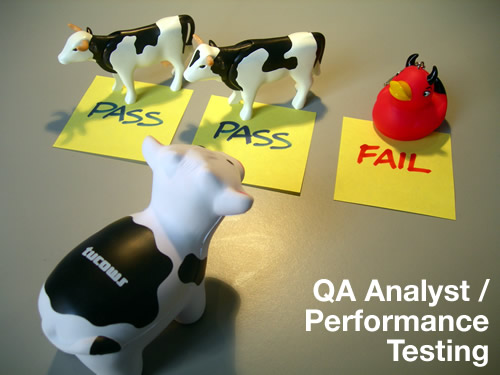 PASS
PASS
FAIL
tucows
QA Analyst /
Performance
Testing